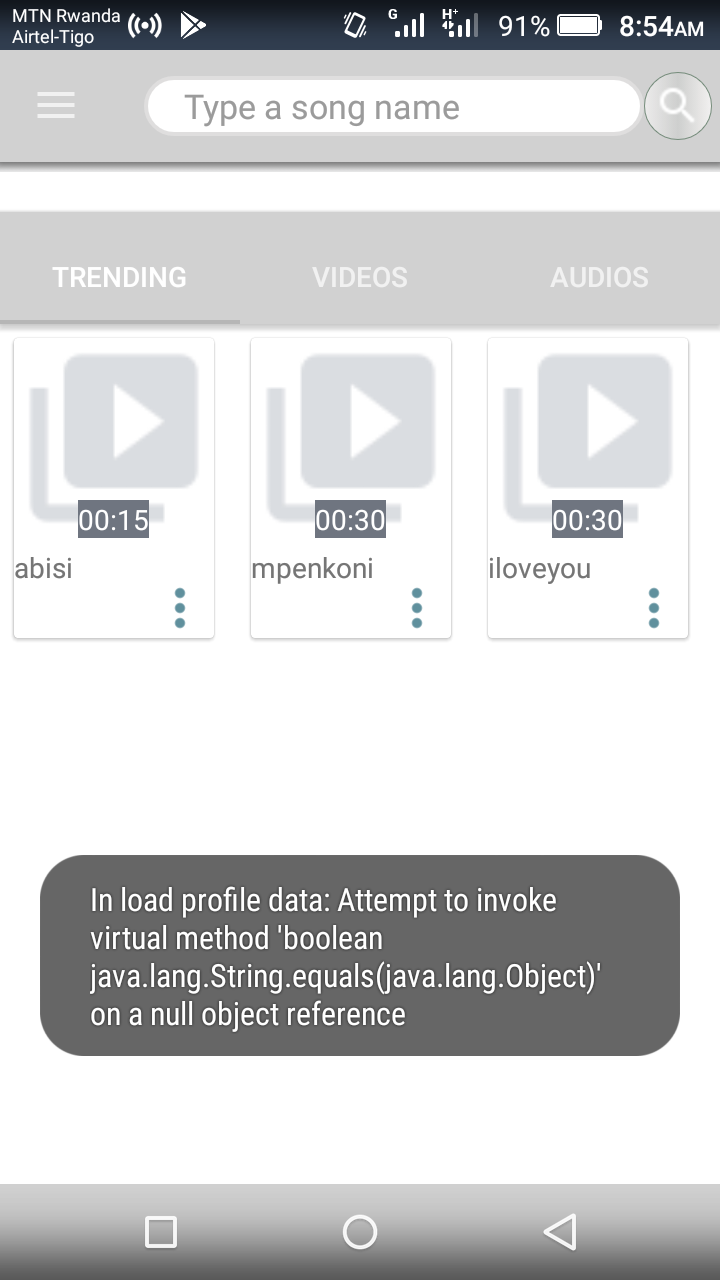 MTN Rwanda
Airtel-Tigo
G
H+
91%
8:54AM
Type a song name
TRENDING
VIDEOS
AUDIOS
00:15
00:30
00:30
abisi
mpenkoni
iloveyou
In load profile data: Attempt to invoke
virtual method 'boolean
java.lang.String.equals(java.lang.Object)'
on a null object reference